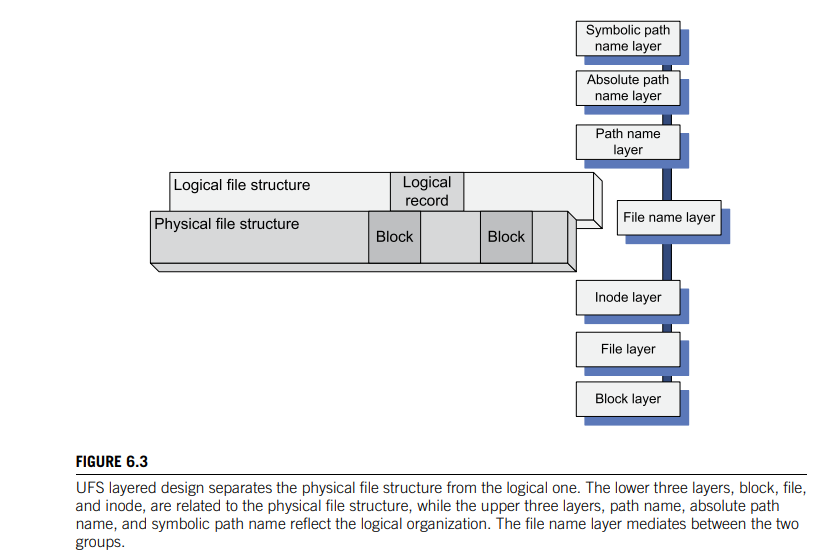 Symbolic path
name layer
Absolute path
name layer
Path name
layer
Logical file structure
Logical
record
File name layer
Physical file structure
Block
Block
Inode layer
File layer
Block layer
FIGURE 6.3
UFS layered design separates the physical file structure from the logical one. The lower three layers, block, file,
and inode, are related to the physical file structure, while the upper three layers, path name, absolute path
name, and symbolic path name reflect the logical organization. The file name layer mediates between the two
groups.